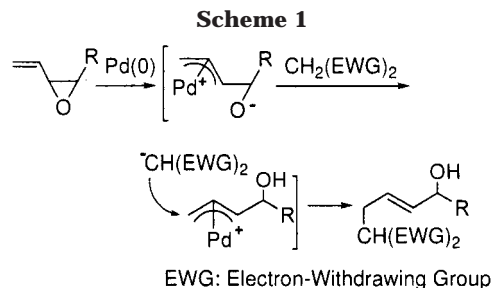 Scheme 1
R Pd(0) R CH₂(EWG)₂
O Pd⁺ O⁻
⁻CH(EWG)₂ OH OH
R R
Pd⁺ CH(EWG)₂
EWG: Electron-Withdrawing Group